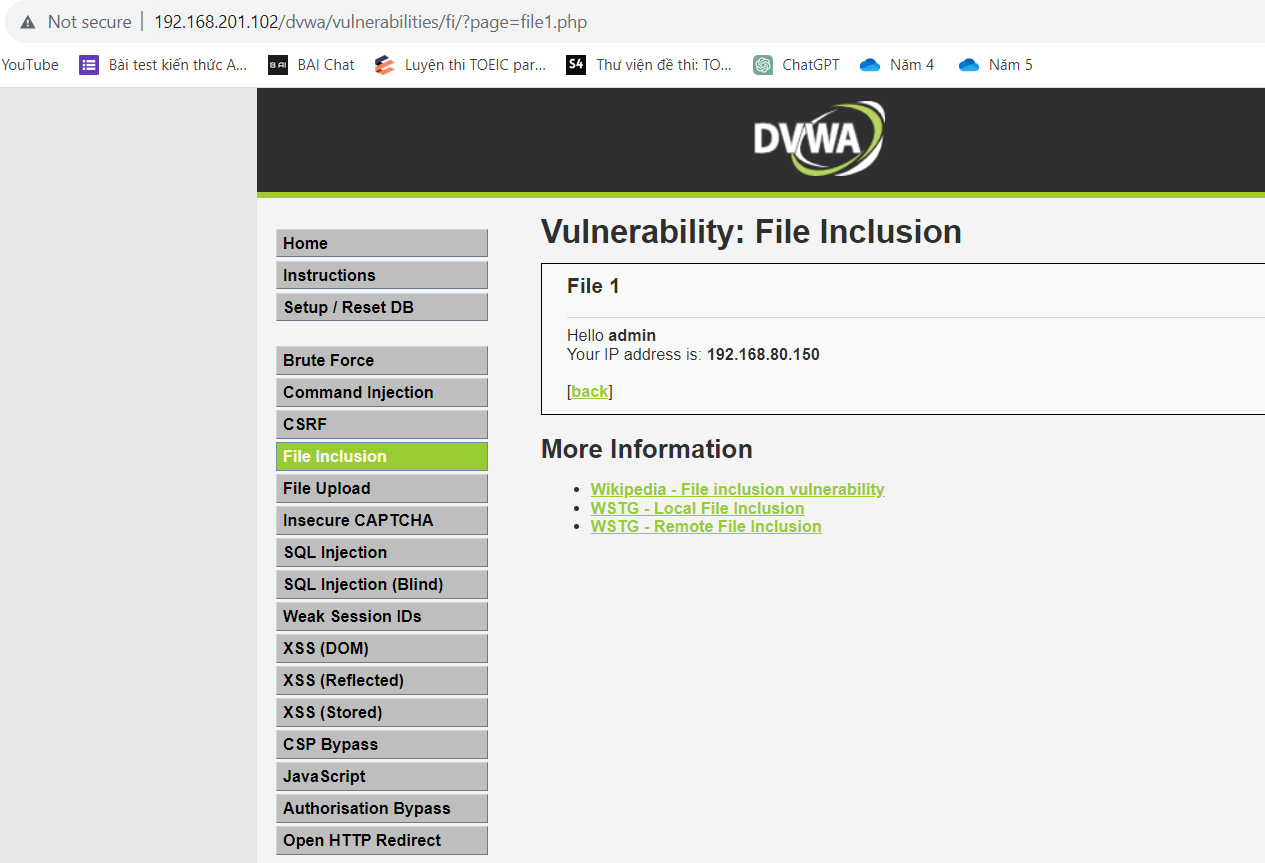 Not secure 192.168.201.102/dvwa/vulnerabilities/fi/?page=file1.php
YouTube Bài test kiến thức A... B AI BAI Chat Luyện thi TOEIC par... S4 Thư viện đề thi: TO... ChatGPT Năm 4 Năm 5
DVWA
Home
Instructions
Setup / Reset DB
Brute Force
Command Injection
CSRF
File Inclusion
File Upload
Insecure CAPTCHA
SQL Injection
SQL Injection (Blind)
Weak Session IDs
XSS (DOM)
XSS (Reflected)
XSS (Stored)
CSP Bypass
JavaScript
Authorisation Bypass
Open HTTP Redirect
Vulnerability: File Inclusion
File 1
Hello admin
Your IP address is: 192.168.80.150
[back]
More Information
Wikipedia - File inclusion vulnerability
WSTG - Local File Inclusion
WSTG - Remote File Inclusion